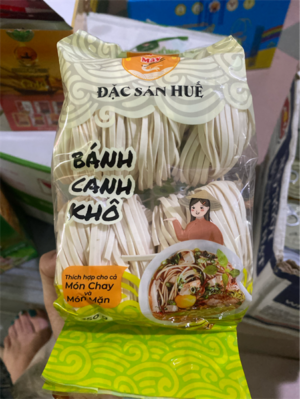 ĐẶC SẢN HUẾ
BÁNH
CANH
KHÔ
Thích hợp cho cả
Món Chay
và
Món Mặn